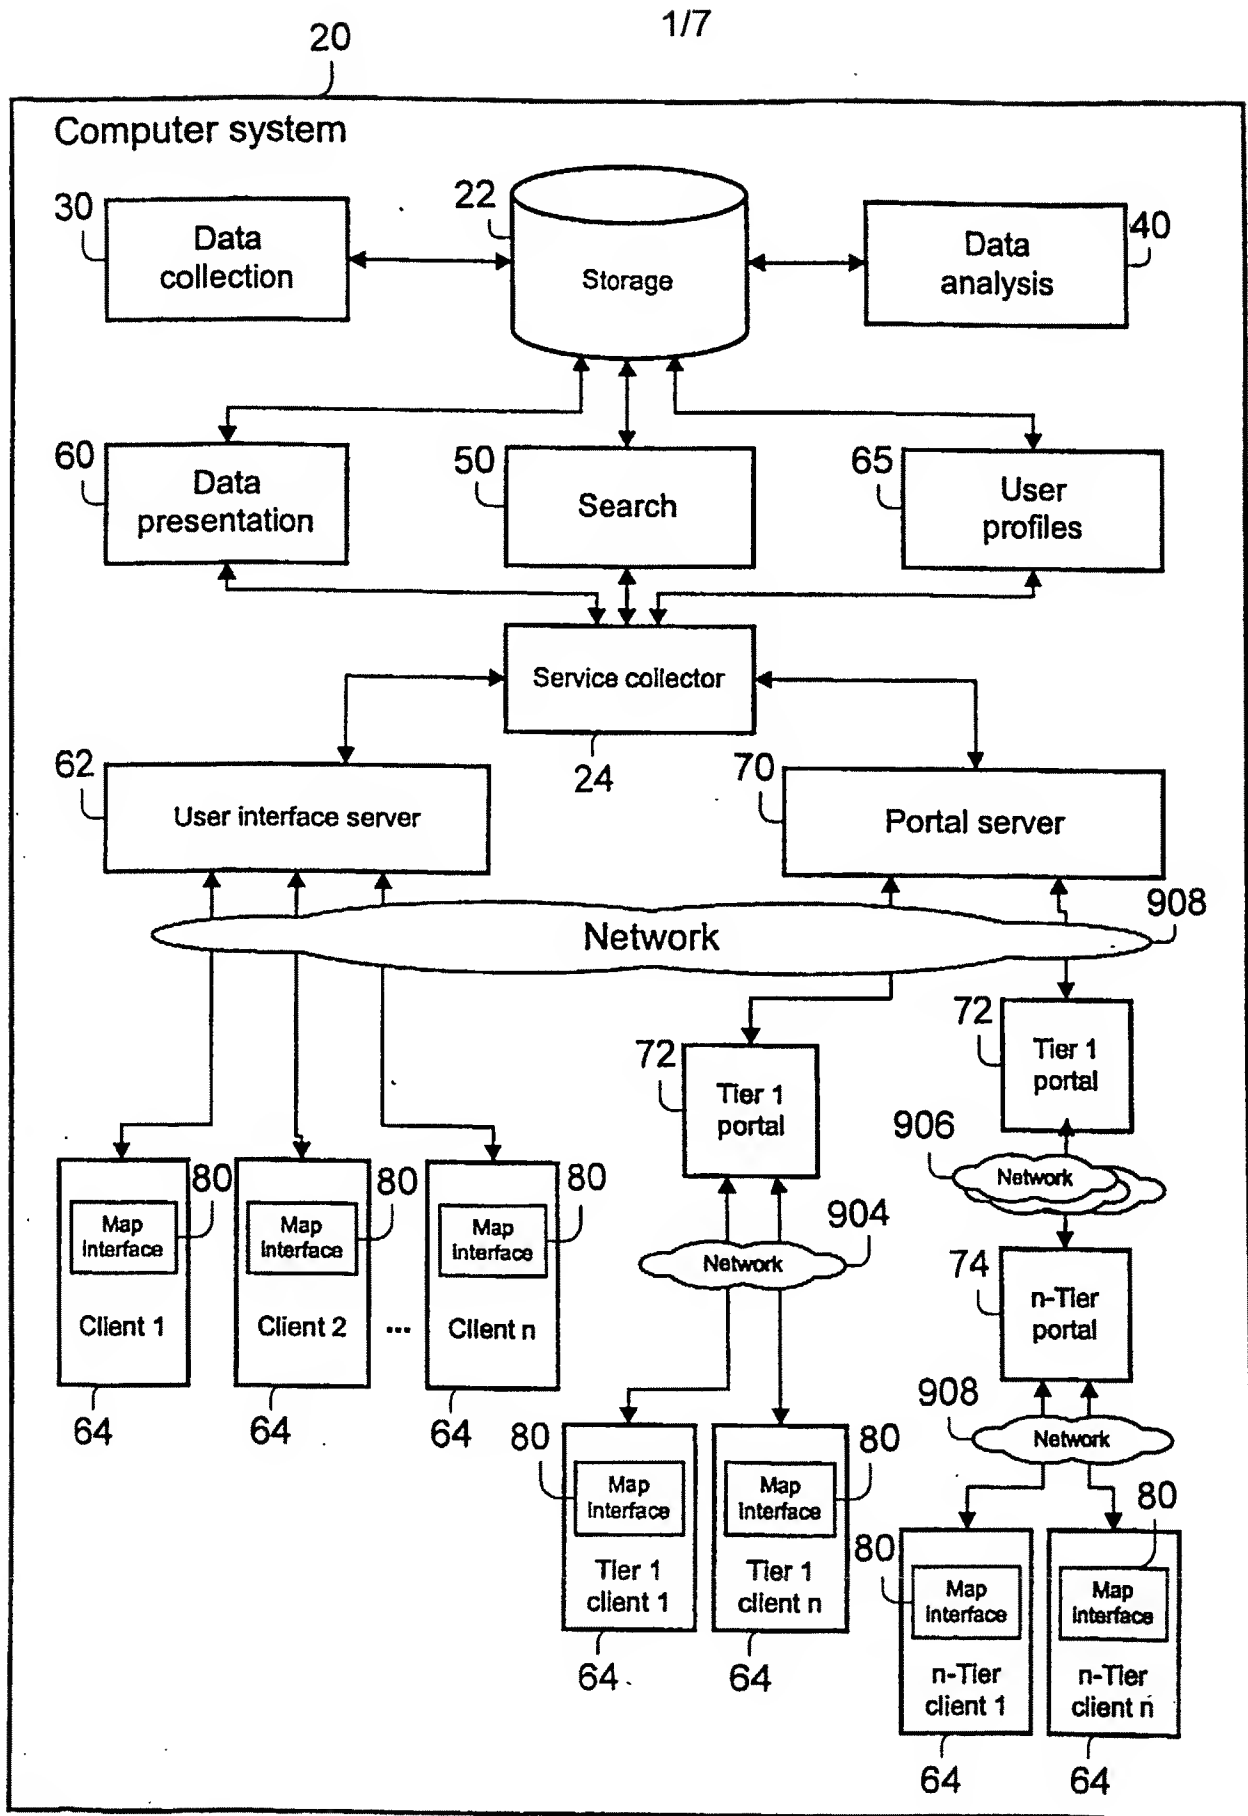 1/7
20
Computer system
30
Data
collection
22
Storage
40
Data
analysis
60
Data
presentation
50
Search
65
User
profiles
Service collector
24
62
User interface server
70
Portal server
Network
908
72
Tier 1
portal
72
Tier 1
portal
906
Network
80
Map
Interface
Client 1
64
80
Map
Interface
Client 2
64
...
80
Map
Interface
Client n
64
904
Network
74
n-Tier
portal
908
Network
80
Map
Interface
Tier 1
client 1
64
80
Map
Interface
Tier 1
client n
64
80
Map
Interface
n-Tier
client 1
64
80
Map
Interface
n-Tier
client n
64